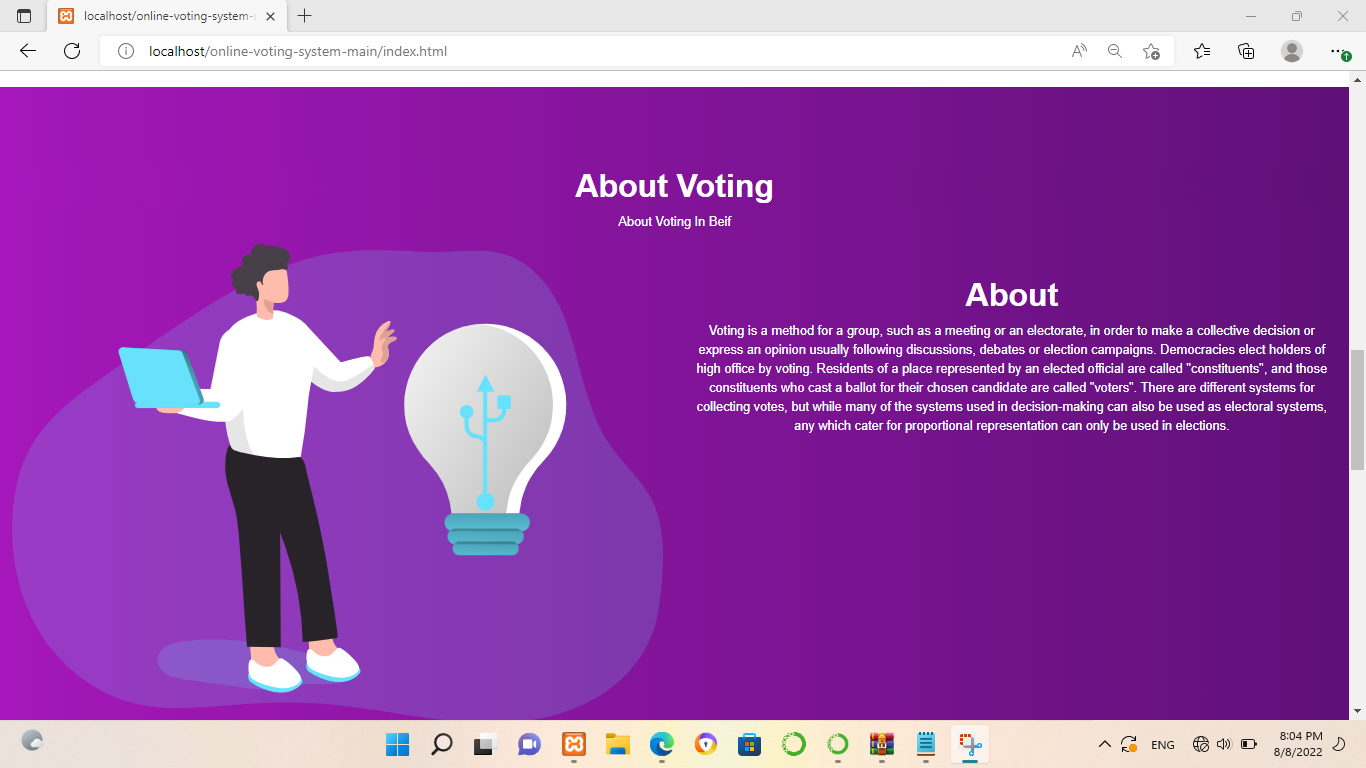 localhost/online-voting-system-
localhost/online-voting-system-main/index.html
About Voting
About Voting In Beif
About
Voting is a method for a group, such as a meeting or an electorate, in order to make a collective decision or
express an opinion usually following discussions, debates or election campaigns. Democracies elect holders of
high office by voting. Residents of a place represented by an elected official are called "constituents", and those
constituents who cast a ballot for their chosen candidate are called "voters". There are different systems for
collecting votes, but while many of the systems used in decision-making can also be used as electoral systems,
any which cater for proportional representation can only be used in elections.
ENG
8:04 PM
8/8/2022